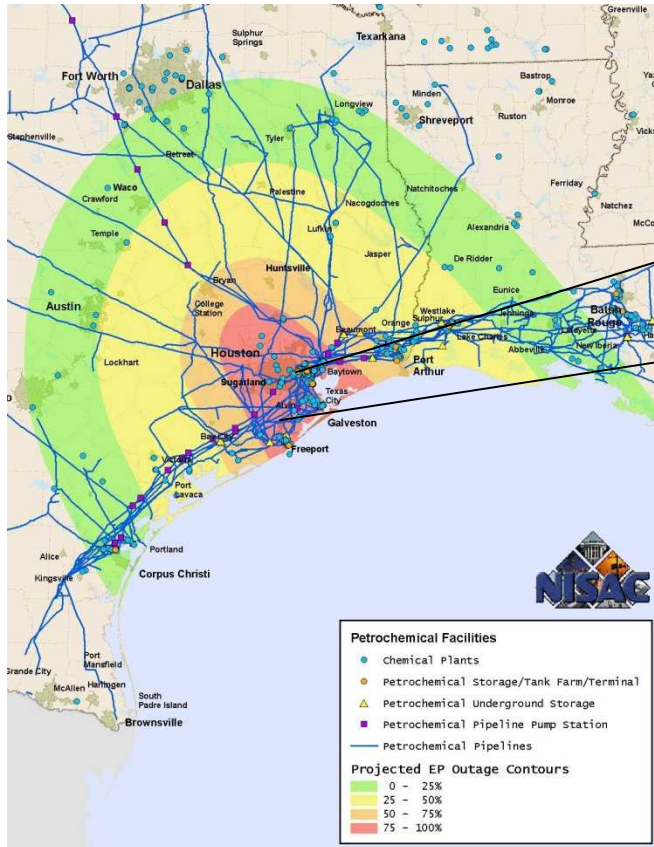 Greenville
Sulphur
Springs
Texarkana
Fort Worth
Dallas
Bastrop
Minden
Monroe
Longview
Ruston
Shreveport
Stephenville
Tyler
Retreat
Ferriday
Waco
Palestine
Natchitoches
Crawford
Nacogdoches
Natchez
Temple
Lufkin
Alexandria
Jasper
De Ridder
Huntsville
Bryan
Eunice
Austin
College
Station
Westlake
Orange
Sulphur
Jennings
Baton
Rouge
Beaumont
Lafayette
Houston
Lake Charles
New Iberia
Lockhart
Port
Arthur
Abbeville
Sugarland
Baytown
Texas
City
Alvin
Galveston
Bay City
Freeport
Victoria
Port
Lavaca
Alice
Portland
Corpus Christi
Kingsville
NISAC
Port
Mansfield
Grande City
McAllen
Harlingen
South
Padre Island
Brownsville
Petrochemical Facilities
Chemical Plants
Petrochemical Storage/Tank Farm/Terminal
Petrochemical Underground Storage
Petrochemical Pipeline Pump Station
Petrochemical Pipelines
Projected EP Outage Contours
0 - 25%
25 - 50%
50 - 75%
75 - 100%